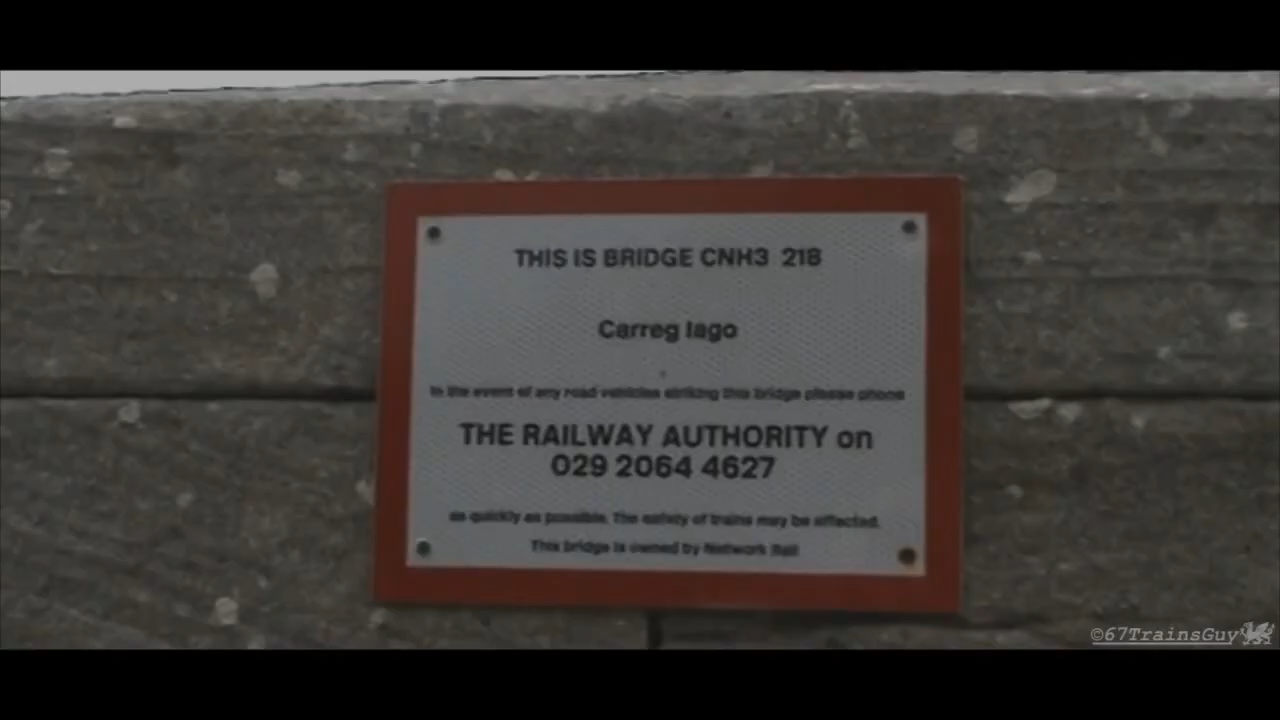 THIS IS BRIDGE CNH3 218
Carreg Iago
In the event of any road vehicles striking this bridge please phone
THE RAILWAY AUTHORITY on
029 2064 4627
as quickly as possible. The safety of trains may be affected.
This bridge is owned by Network Rail
©67TrainsGuy